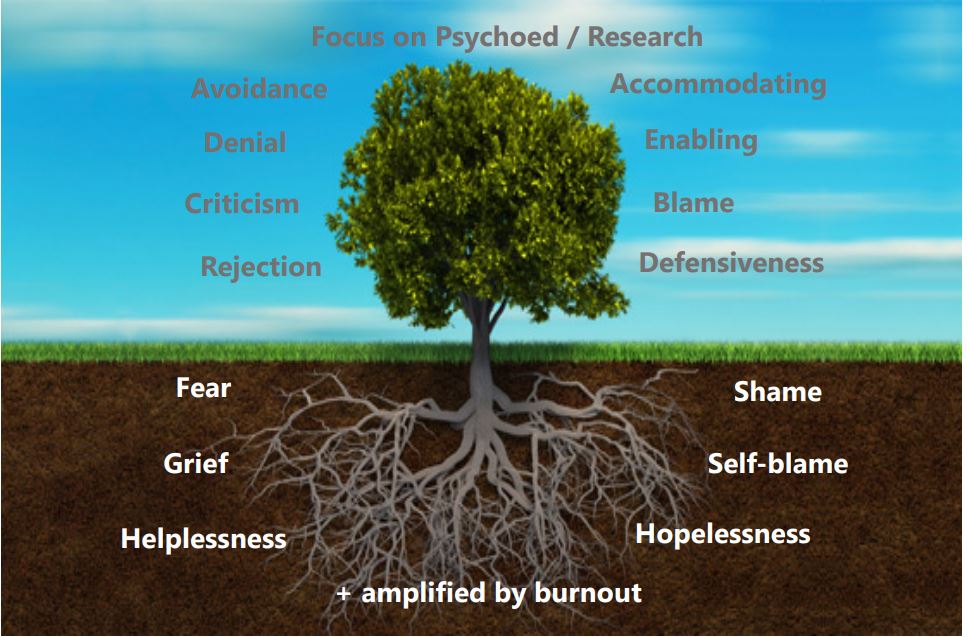 Focus on Psychoed / Research
Avoidance
Accommodating
Denial
Enabling
Criticism
Blame
Rejection
Defensiveness
Fear
Shame
Grief
Self-blame
Helplessness
Hopelessness
+ amplified by burnout